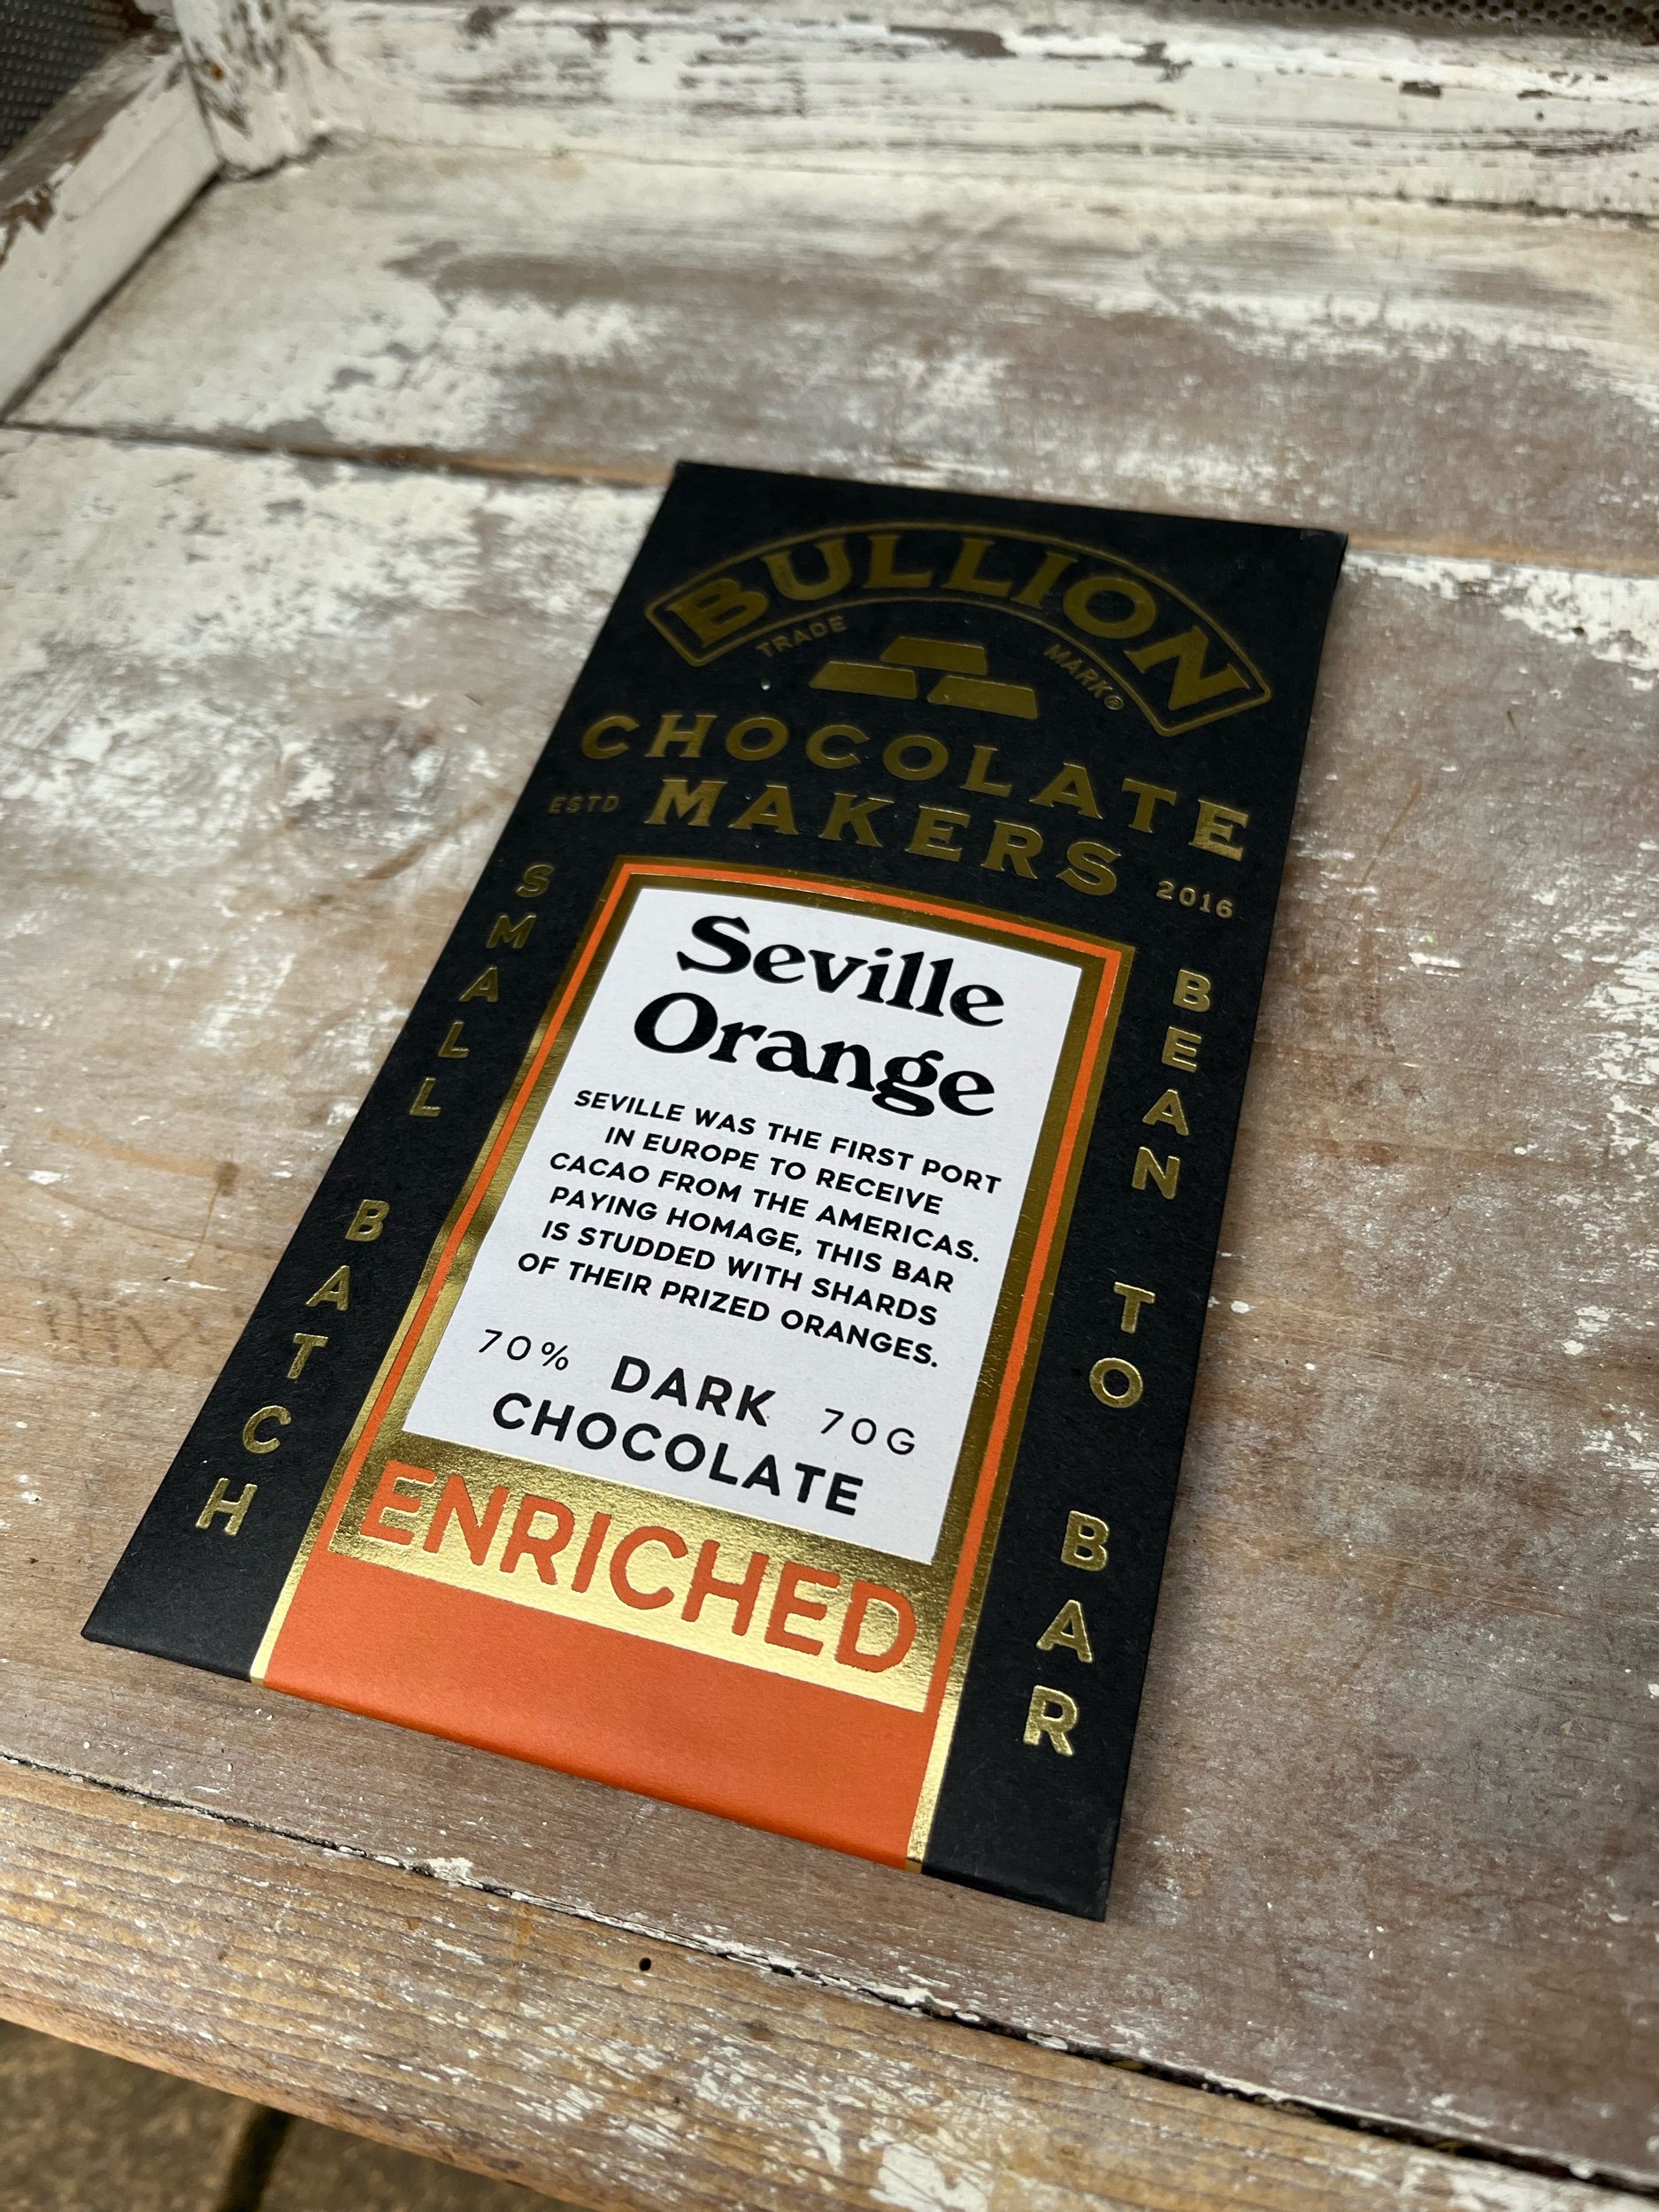 BULLION
TRADE MARK®
CHOCOLATE
ESTD MAKERS 2016
SMALL BATCH
BEAN TO BAR
Seville
Orange
SEVILLE WAS THE FIRST PORT
IN EUROPE TO RECEIVE
CACAO FROM THE AMERICAS.
PAYING HOMAGE, THIS BAR
IS STUDDED WITH SHARDS
OF THEIR PRIZED ORANGES.
70% DARK 70G
CHOCOLATE
ENRICHED